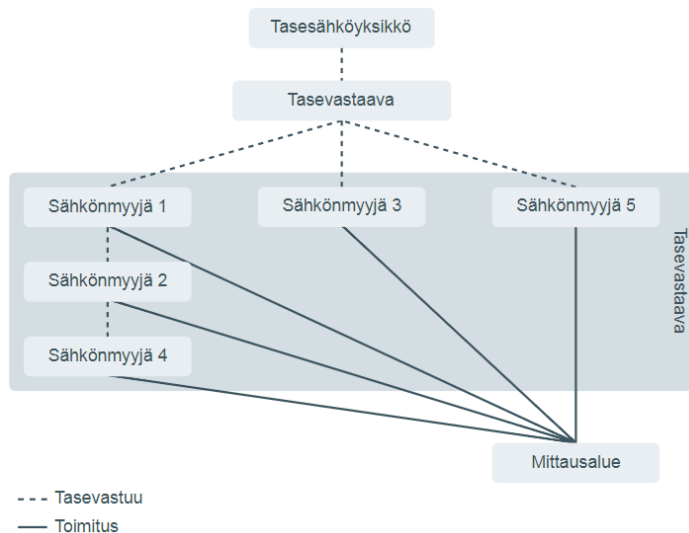 Tasesähköyksikkö
Tasevastaava
Sähkönmyyjä 1
Sähkönmyyjä 3
Sähkönmyyjä 5
Sähkönmyyjä 2
Sähkönmyyjä 4
Tasevastaava
Mittausalue
Tasevastuu
Toimitus